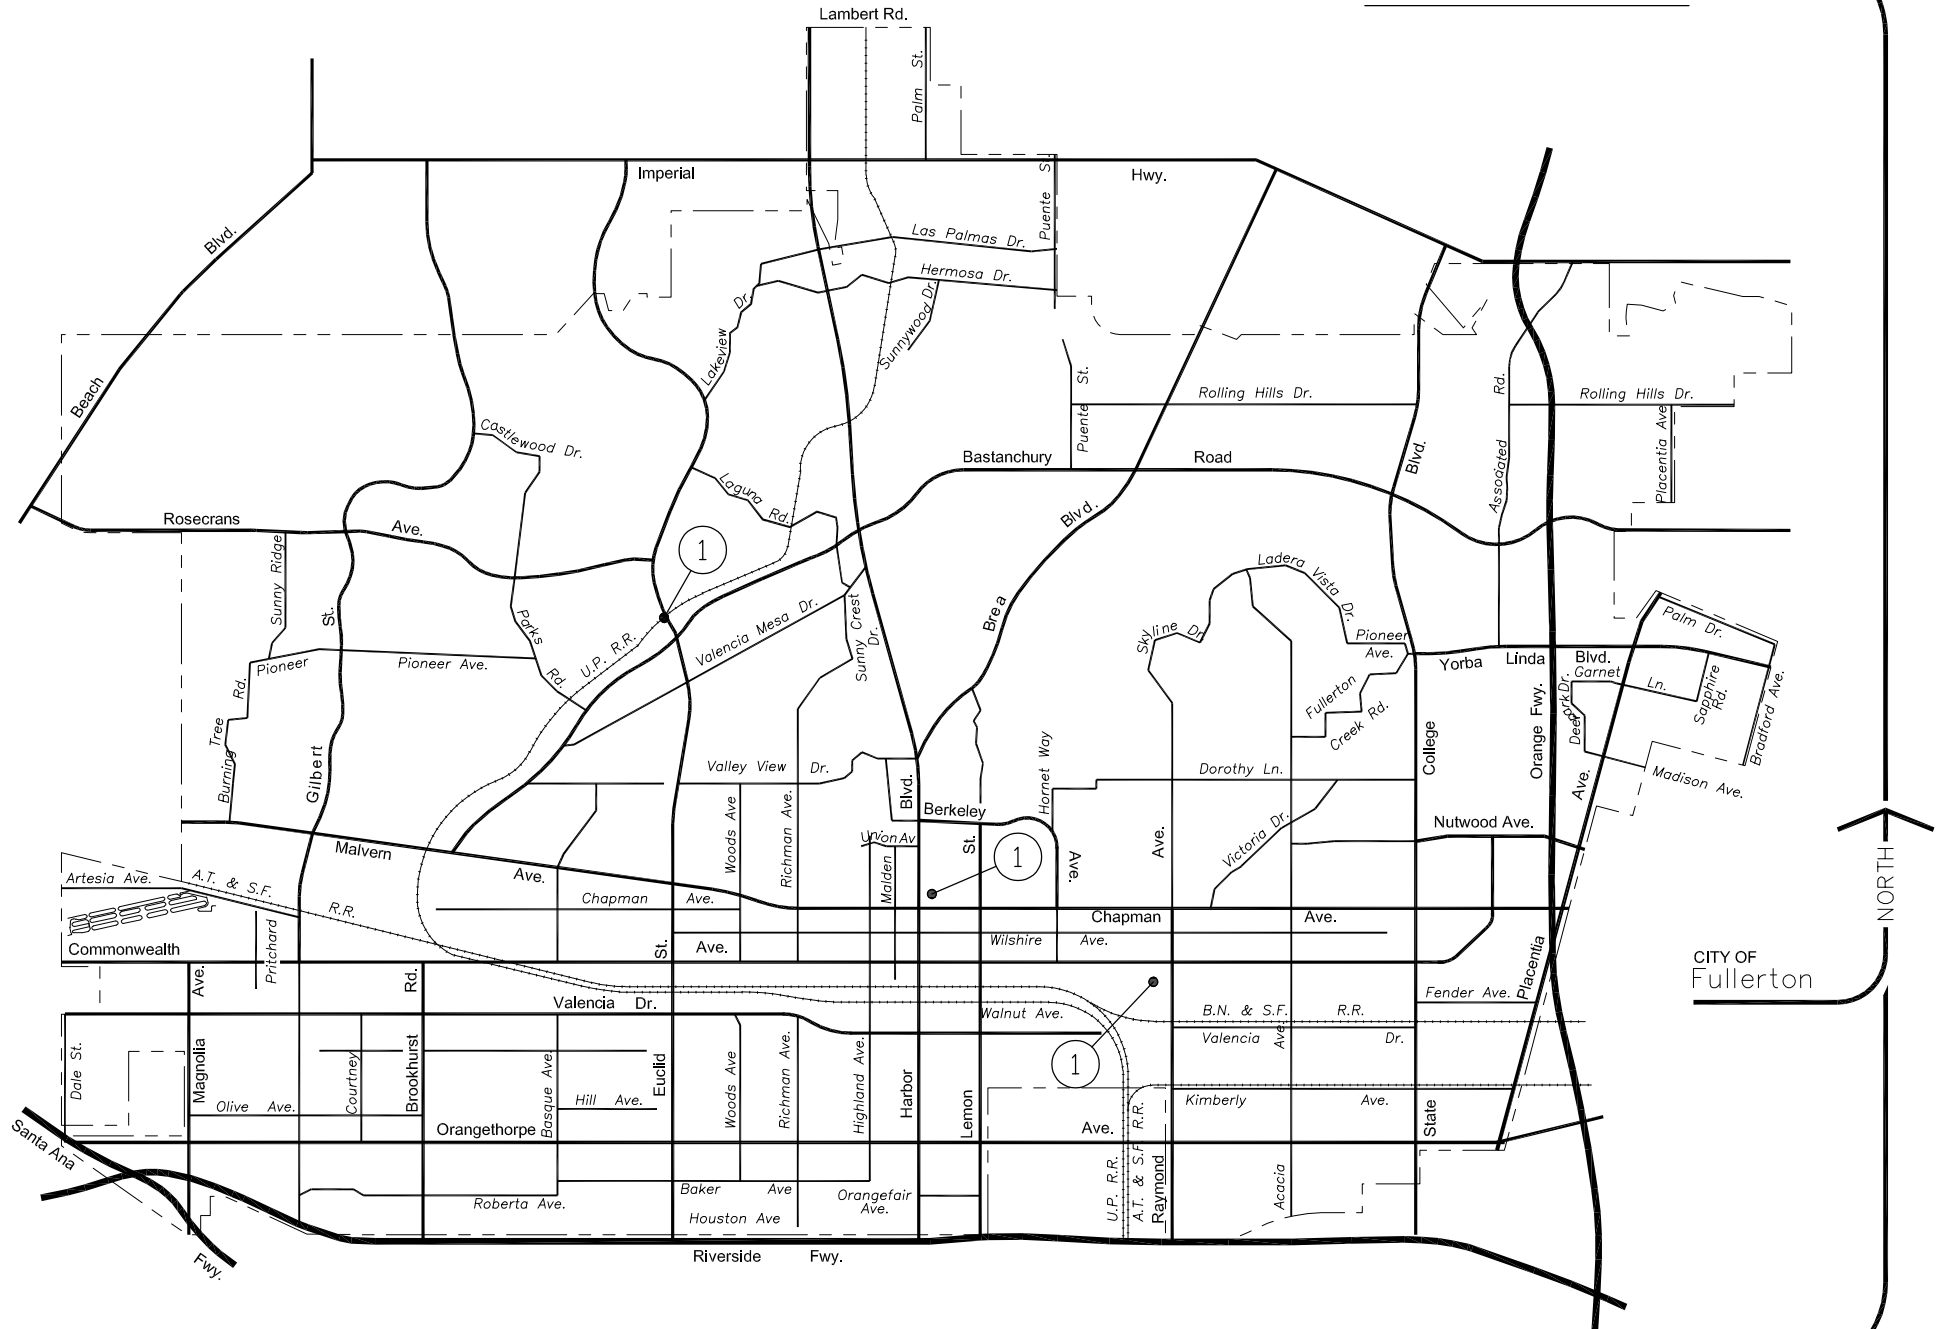 Lambert Rd.
Palm St.
Imperial
Hwy.
Puente St.
Blvd.
Las Palmas Dr.
Hermosa Dr.
Lakeview Dr.
Sunnywood Dr.
Beach
St.
Puente
Rolling Hills Dr.
Rd.
Rolling Hills Dr.
Placentia Ave
Castlewood Dr.
Bastanchury
Road
Blvd.
Associated
Laguna Rd.
Rosecrans
Ave.
Blvd.
1
Sunny Ridge
Ladera Vista Dr.
Brea
St.
Parks
Rd.
U.P. R.R.
Valencia Mesa Dr.
Sunny Crest
Dr.
Skyline Dr
Pioneer
Ave.
Palm Dr.
Pioneer
Pioneer Ave.
Yorba
Linda
Blvd.
Garnet
Ln.
Sapphire
Rd.
Bradford Ave.
Rd.
Tree
Burning
Fullerton
Creek Rd.
Deer
Park Dr.
Orange Fwy.
Madison Ave.
Gilbert
Valley View Dr.
Hornet Way
Dorothy Ln.
College
Ave.
Blvd.
Berkeley
Woods Ave
Richman Ave.
Union Av
St.
1
Ave.
Ave.
Victoria Dr.
Nutwood Ave.
Malvern
Ave.
Artesia Ave.
A.T. & S.F.
R.R.
Chapman
Ave.
Malden
Chapman
Ave.
NORTH
Commonwealth
Pritchard
St.
Ave.
Wilshire
Ave.
Placentia
CITY OF
Fullerton
Ave.
Rd.
Valencia Dr.
Walnut Ave.
B.N. & S.F.
R.R.
Fender Ave.
Valencia
Ave.
Dr.
1
Dale St.
Magnolia
Courtney
Brookhurst
Basque Ave.
Euclid
Woods Ave
Richman Ave.
Highland Ave.
Harbor
Lemon
Olive Ave.
Hill Ave.
Kimberly
Ave.
State
Orangethorpe
Ave.
Santa Ana
Fwy.
Roberta Ave.
Baker
Ave
Houston Ave
Orangefair
Ave.
U.P. R.R.
A.T. & S.F. R.R.
Raymond
Acacia
Riverside
Fwy.